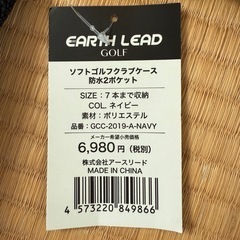 EARTH LEAD
GOLF
ソフトゴルフクラブケース
防水2ポケット
SIZE：7本まで収納
COL. ネイビー
素材：ポリエステル
品番：GCC-2019-A-NAVY
メーカー希望小売価格
6,980円（税別）
株式会社アースリード
MADE IN CHINA
4 573220 849866